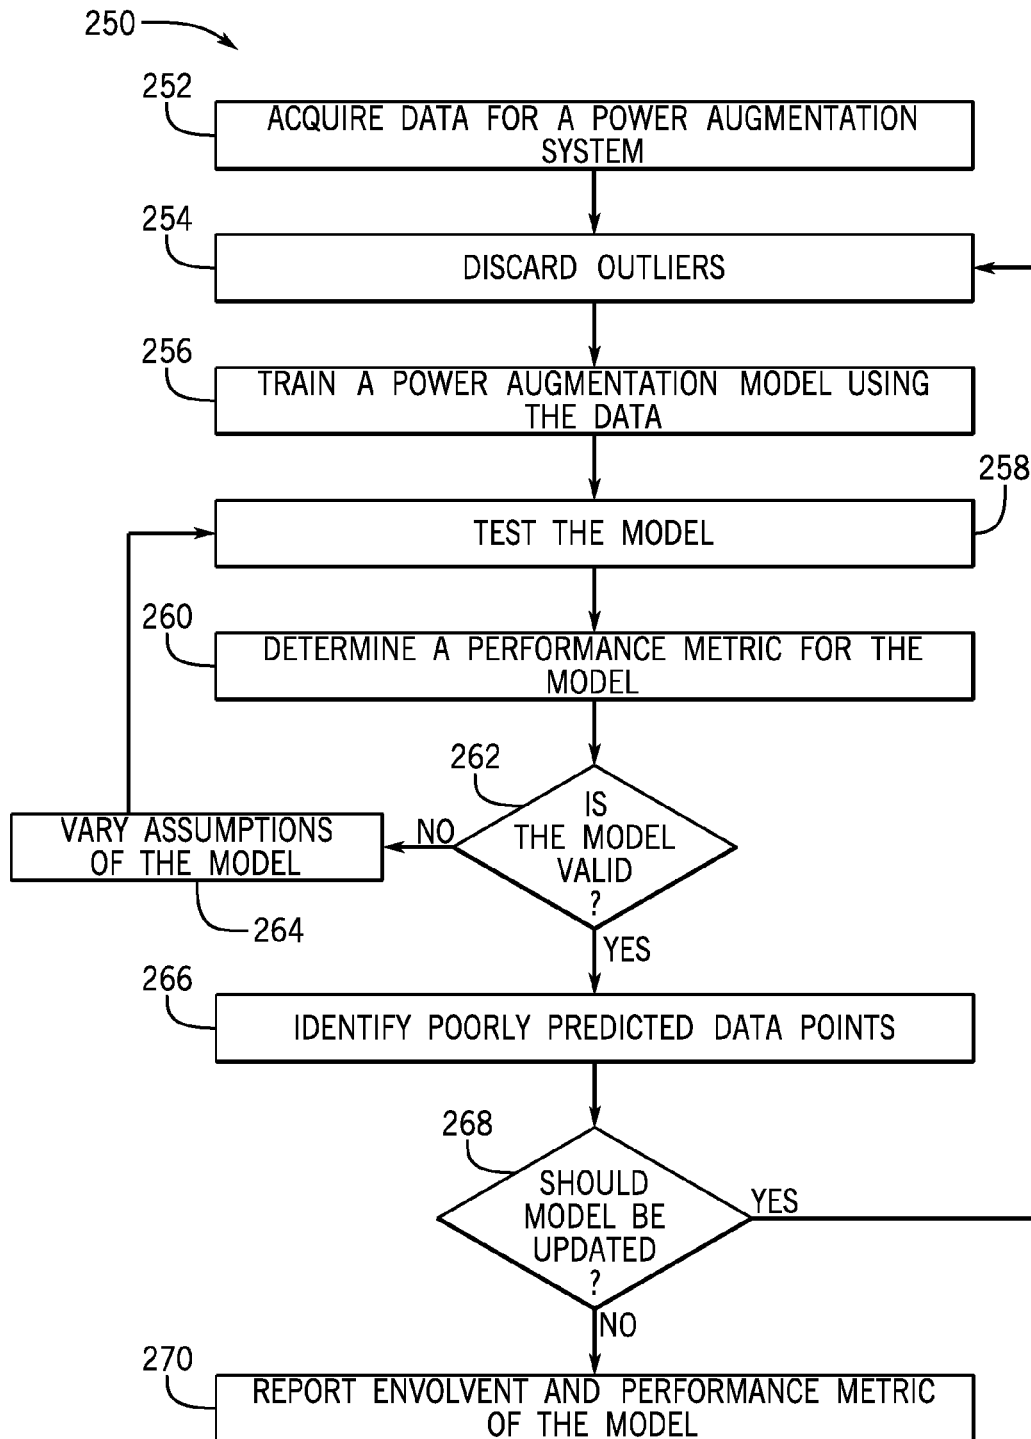 250
252
ACQUIRE DATA FOR A POWER AUGMENTATION
SYSTEM
254
DISCARD OUTLIERS
256
TRAIN A POWER AUGMENTATION MODEL USING
THE DATA
258
TEST THE MODEL
260
DETERMINE A PERFORMANCE METRIC FOR THE
MODEL
262
IS
THE MODEL
VALID
?
NO
VARY ASSUMPTIONS
OF THE MODEL
264
YES
266
IDENTIFY POORLY PREDICTED DATA POINTS
268
SHOULD
MODEL BE
UPDATED
?
YES
NO
270
REPORT ENVOLVENT AND PERFORMANCE METRIC
OF THE MODEL